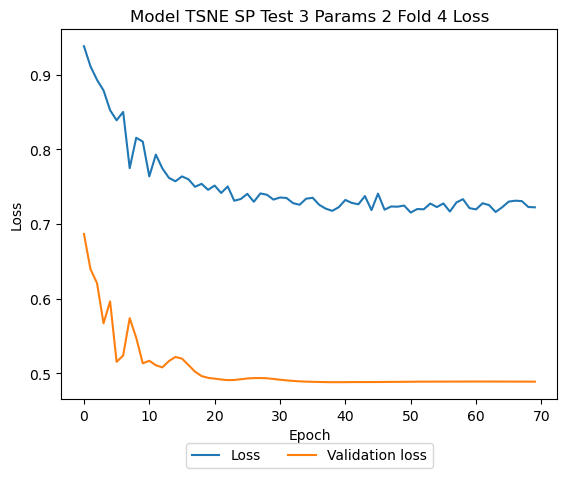 Model TSNE SP Test 3 Params 2 Fold 4 Loss
Loss
0.9
0.8
0.7
0.6
0.5
0 10 20 30 40 50 60 70
Epoch
Loss Validation loss